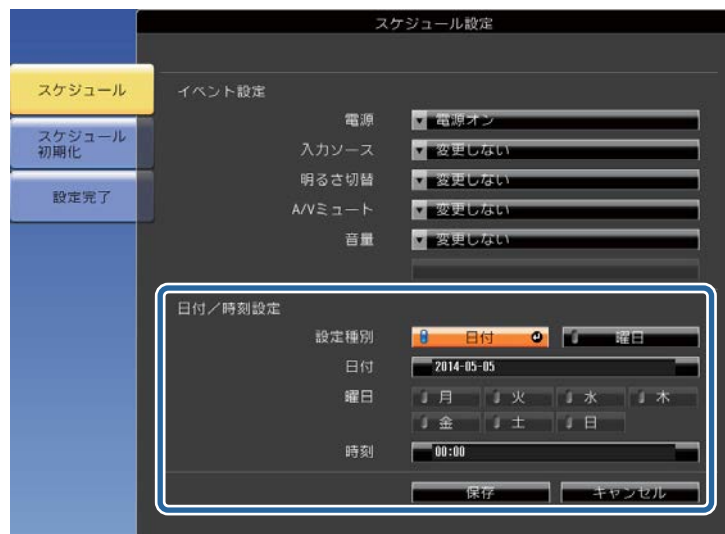 スケジュール設定
スケジュール
スケジュール
初期化
設定完了
イベント設定
電源 電源オン
入力ソース 変更しない
明るさ切替 変更しない
A/Vミュート 変更しない
音量 変更しない
日付／時刻設定
設定種別 日付 曜日
日付 2014-05-05
曜日 月 火 水 木
金 土 日
時刻 00:00
保存 キャンセル